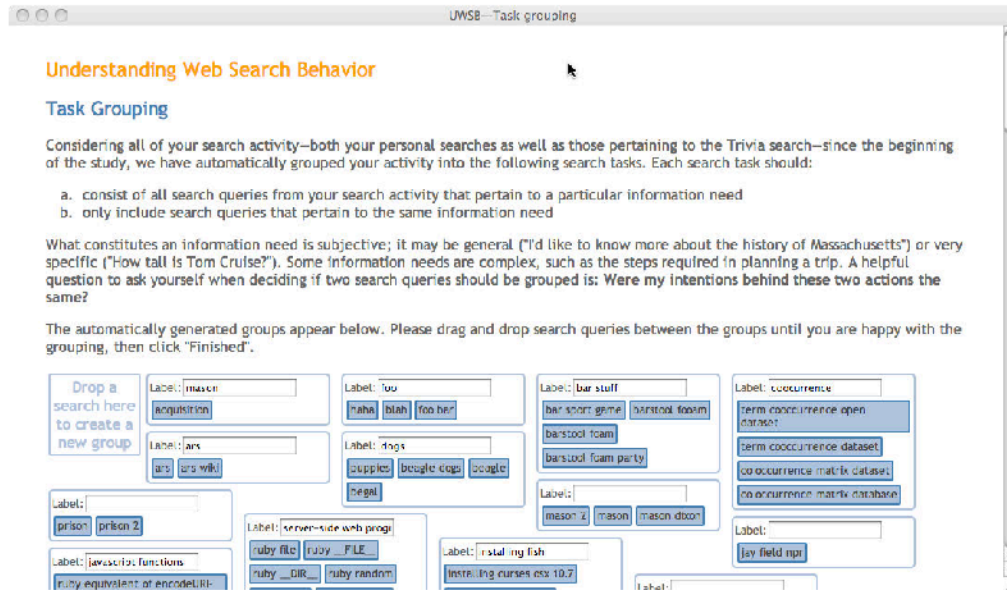 UWSB—Task grouping
Understanding Web Search Behavior
Task Grouping
Considering all of your search activity—both your personal searches as well as those pertaining to the Trivia search—since the beginning
of the study, we have automatically grouped your activity into the following search tasks. Each search task should:
a. consist of all search queries from your search activity that pertain to a particular information need
b. only include search queries that pertain to the same information need
What constitutes an information need is subjective; it may be general ("I'd like to know more about the history of Massachusetts") or very
specific ("How tall is Tom Cruise?"). Some information needs are complex, such as the steps required in planning a trip. A helpful
question to ask yourself when deciding if two search queries should be grouped is: Were my intentions behind these two actions the
same?
The automatically generated groups appear below. Please drag and drop search queries between the groups until you are happy with the
grouping, then click "Finished".
Drop a
search here
to create a
new group
Label: mason
acquisition
Label: ars
ars ars wiki
Label:
prison prison 2
Label: javascript functions
ruby equivalent of encodeURI-
Label: foo
haha blah foo bar
Label: dogs
puppies beagle dogs beagle
begal
Label: server-side web progr
ruby file ruby __FILE__
ruby __DIR__ ruby random
Label: bar stuff
bar sport game barstool fooam
barstool foam
barstool foam party
Label:
mason 2 mason mason dixon
Label: installing fish
installing curses osx 10.7
Label: coocurrence
term cooccurrence open
dataset
term cooccurrence dataset
co occurrence matrix dataset
co occurrence matrix database
Label:
jay field npr
Label: